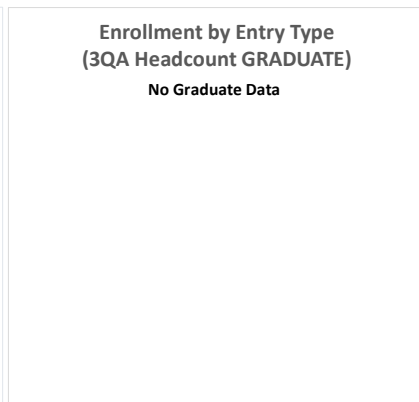 Enrollment by Entry Type
(3QA Headcount GRADUATE)
No Graduate Data